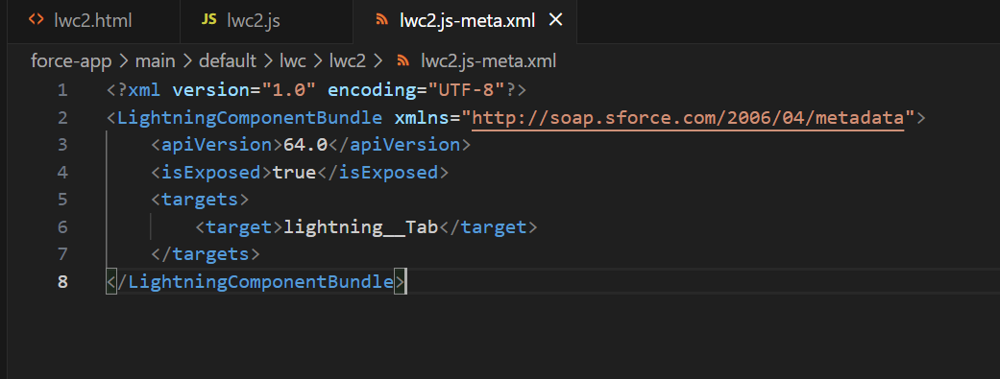 <> lwc2.html JS lwc2.js lwc2.js-meta.xml ×
force-app > main > default > lwc > lwc2 > lwc2.js-meta.xml
1 <?xml version="1.0" encoding="UTF-8"?>
2 <LightningComponentBundle xmlns="http://soap.sforce.com/2006/04/metadata">
3     <apiVersion>64.0</apiVersion>
4     <isExposed>true</isExposed>
5     <targets>
6         <target>lightning__Tab</target>
7     </targets>
8 </LightningComponentBundle>